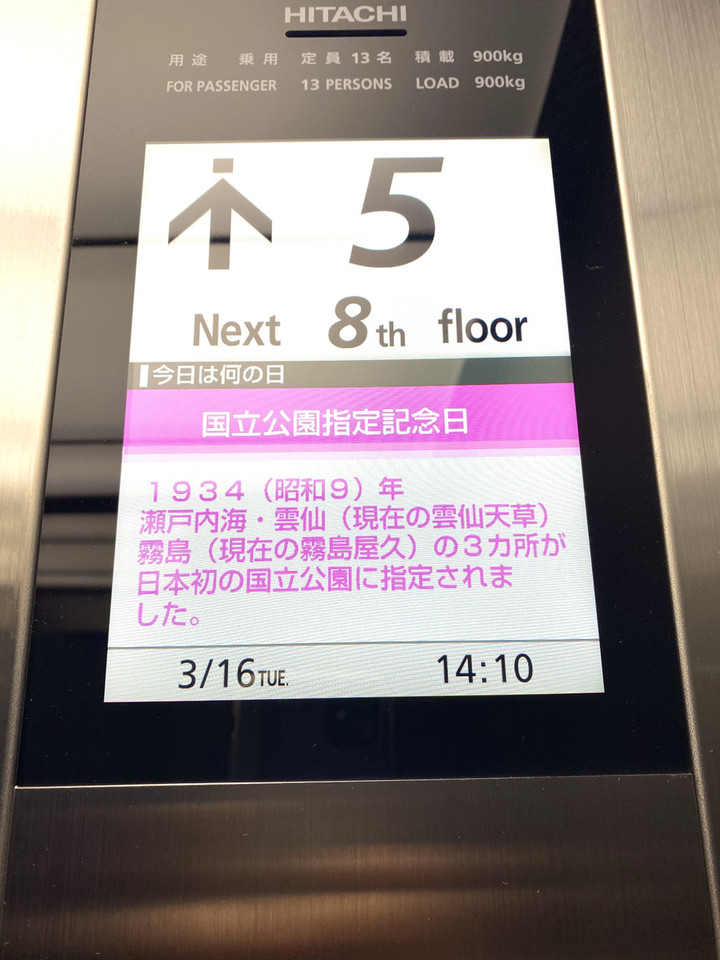 HITACHI
用途 乗用 定員 13名 積載 900kg
FOR PASSENGER 13 PERSONS LOAD 900kg
5
Next 8th floor
今日は何の日
国立公園指定記念日
１９３４（昭和９）年
瀬戸内海・雲仙（現在の雲仙天草）
霧島（現在の霧島屋久）の３カ所が
日本初の国立公園に指定されま
した。
3/16 TUE. 14:10